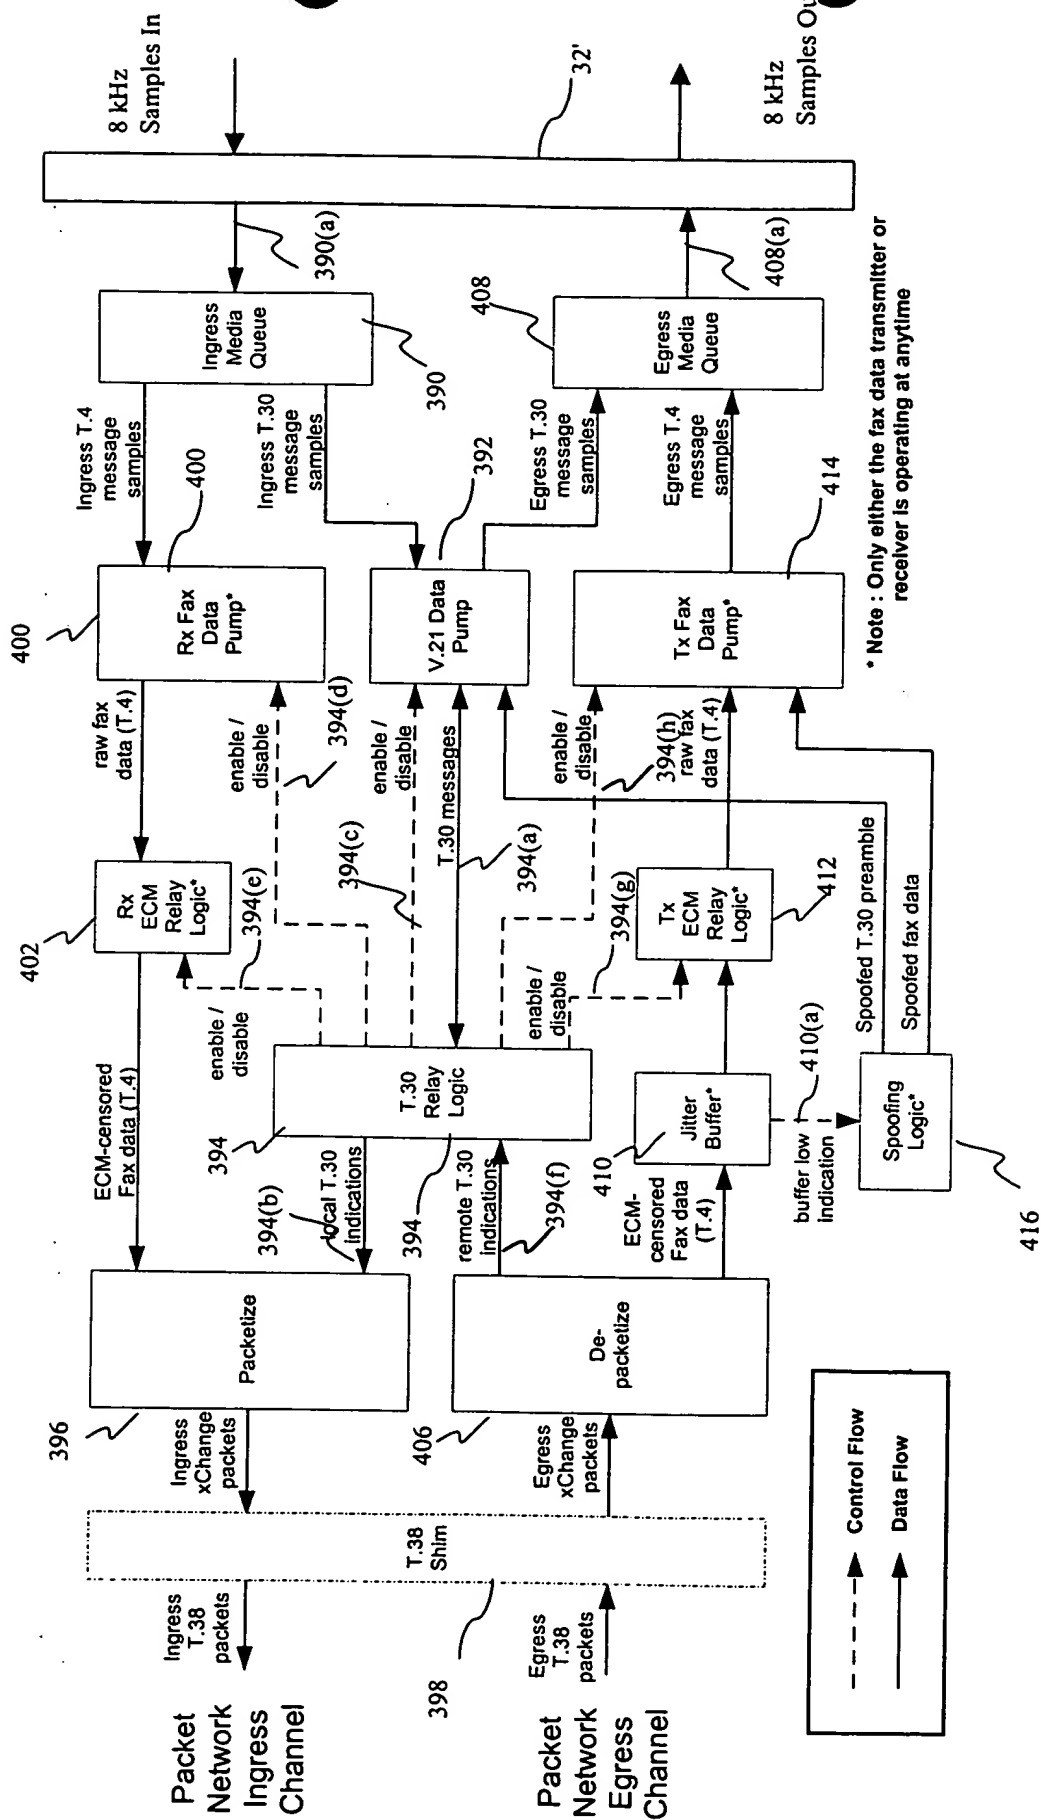 8 kHz
Samples In
32'
8 kHz
Samples Ou
390(a)
Ingress
Media
Queue
390
408
Egress
Media
Queue
408(a)
Ingress T.4
message
samples
400
Ingress T.30
message
samples
392
Egress T.30
message
samples
Egress T.4
message
samples
414
400
Rx Fax
Data
Pump*
V.21 Data
Pump
Tx Fax
Data
Pump*
* Note : Only either the fax data transmitter or
receiver is operating at anytime
raw fax
data (T.4)
enable /
disable
394(d)
enable /
disable
T.30 messages
enable /
disable
394(h)
raw fax
data (T.4)
402
Rx
ECM
Relay
Logic*
394(e)
394(c)
394(a)
394(g)
Tx
ECM
Relay
Logic*
412
Spoofed T.30 preamble
Spoofed fax data
enable /
disable
enable /
disable
ECM-censored
Fax data (T.4)
394
T.30
Relay
Logic
394(b)
local T.30
indications
394
remote T.30
indications
394(f)
410
Jitter
Buffer*
410(a)
buffer low
indication
Spoofing
Logic*
416
ECM-
censored
Fax data
(T.4)
396
Packetize
406
De-
packetize
Ingress
xChange
packets
Egress
xChange
packets
T.38
Shim
398
Ingress
T.38
packets
Egress
T.38
packets
Packet
Network
Ingress
Channel
Packet
Network
Egress
Channel
Control Flow
Data Flow